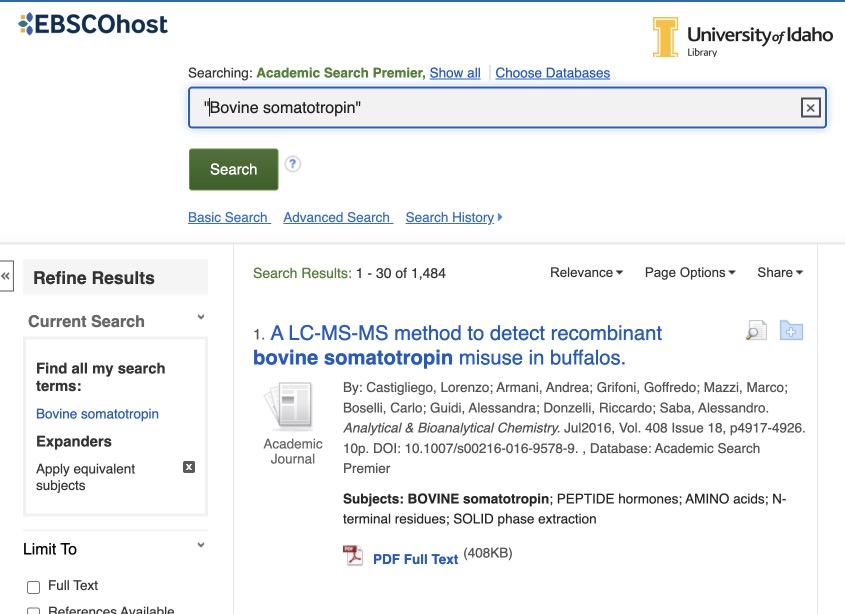 EBSCOhost
University of Idaho
Library
Searching: Academic Search Premier, Show all | Choose Databases
"Bovine somatotropin"
Search ?
Basic Search Advanced Search Search History
Refine Results
Current Search
Find all my search
terms:
Bovine somatotropin
Expanders
Apply equivalent
subjects
Limit To
Full Text
References Available
Search Results: 1 - 30 of 1,484
Relevance Page Options Share
1. A LC-MS-MS method to detect recombinant
bovine somatotropin misuse in buffalos.
Academic
Journal
By: Castigliego, Lorenzo; Armani, Andrea; Grifoni, Goffredo; Mazzi, Marco;
Boselli, Carlo; Guidi, Alessandra; Donzelli, Riccardo; Saba, Alessandro.
Analytical & Bioanalytical Chemistry. Jul2016, Vol. 408 Issue 18, p4917-4926.
10p. DOI: 10.1007/s00216-016-9578-9. , Database: Academic Search
Premier
Subjects: BOVINE somatotropin; PEPTIDE hormones; AMINO acids; N-
terminal residues; SOLID phase extraction
PDF Full Text (408KB)